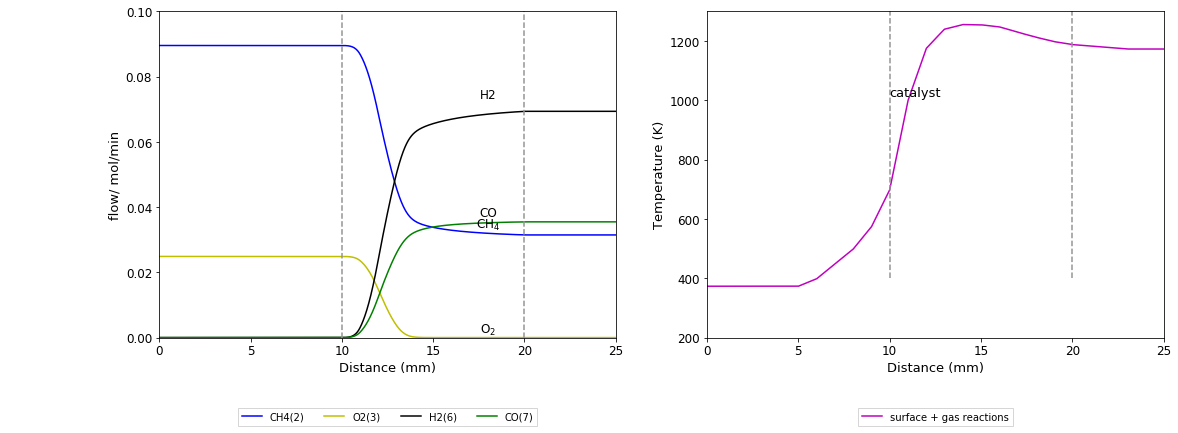 0.10
0.08
0.06
0.04
0.02
0.00
flow/ mol/min
H2
CO
CH₄
O₂
0 5 10 15 20 25
Distance (mm)
CH4(2) O2(3) H2(6) CO(7)
1200
1000
800
600
400
200
Temperature (K)
catalyst
0 5 10 15 20 25
Distance (mm)
surface + gas reactions